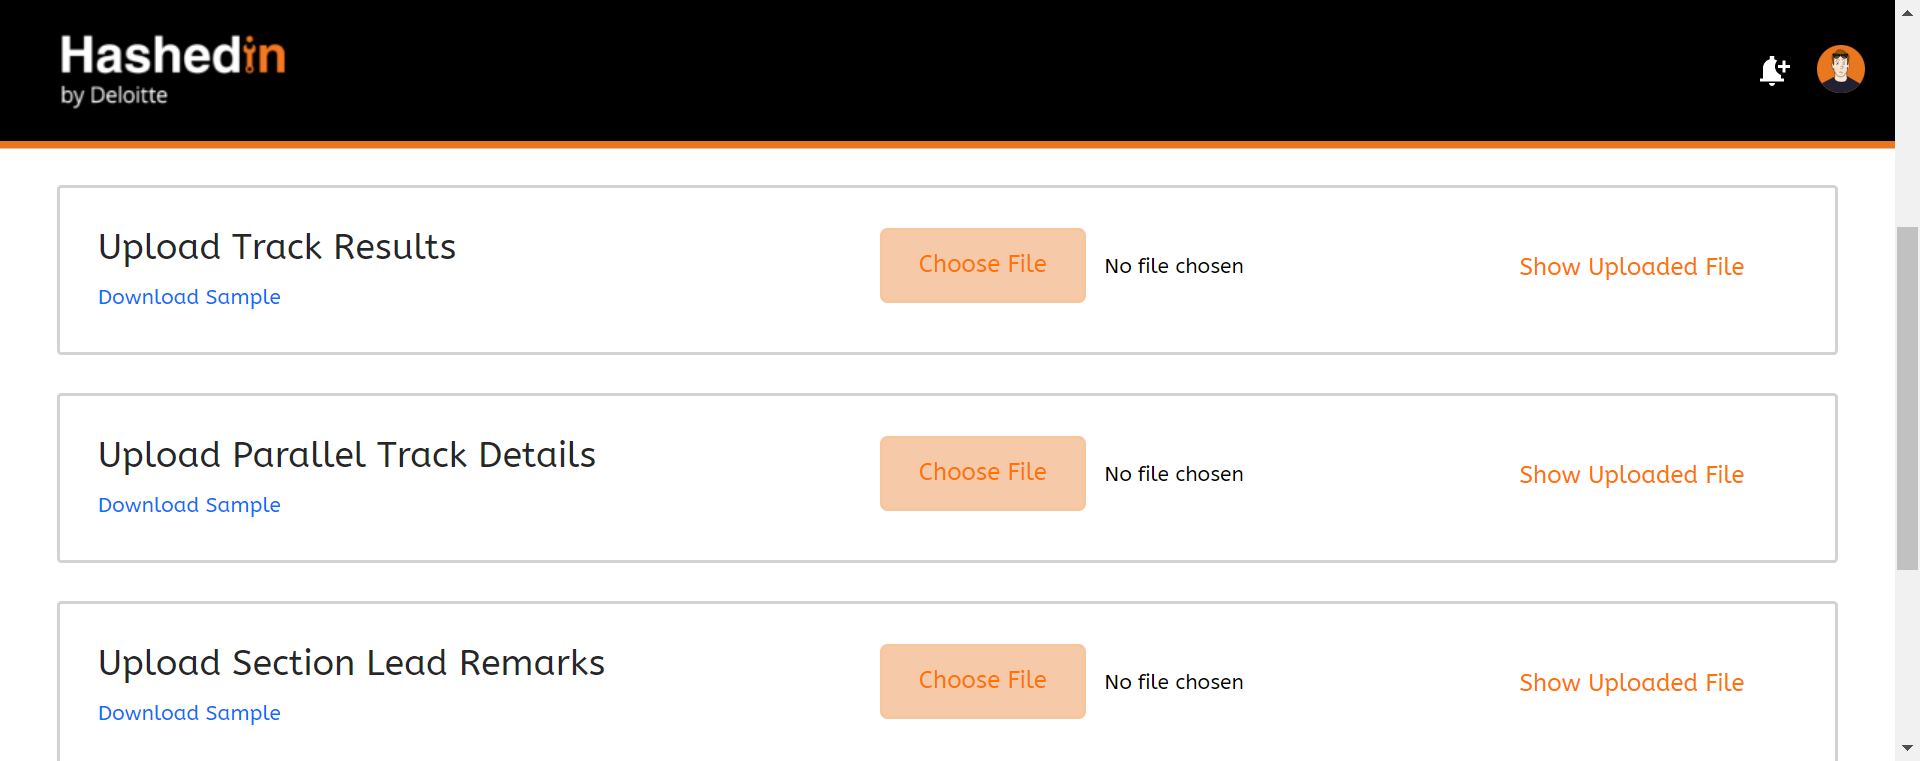 Hashedin
by Deloitte
Upload Track Results
Download Sample
Choose File
No file chosen
Show Uploaded File
Upload Parallel Track Details
Download Sample
Choose File
No file chosen
Show Uploaded File
Upload Section Lead Remarks
Download Sample
Choose File
No file chosen
Show Uploaded File